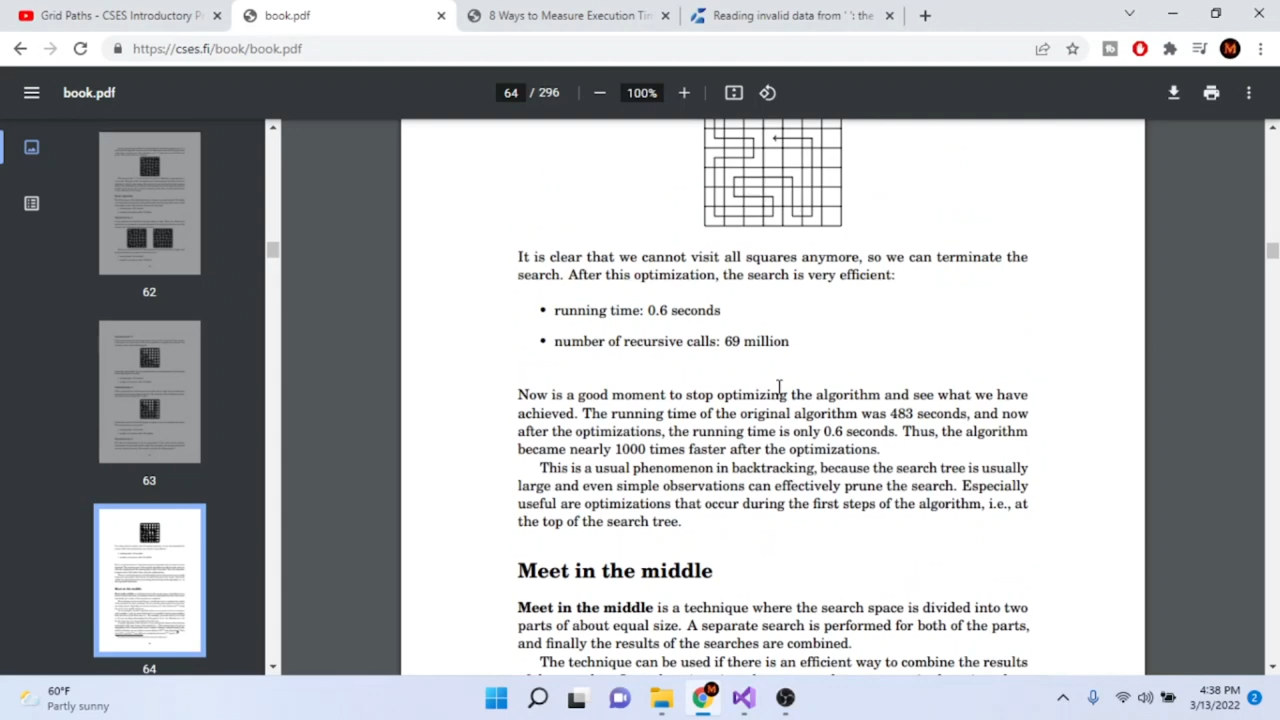 Grid Paths - CSES Introductory P
book.pdf
8 Ways to Measure Execution Tim
Reading invalid data from ' ': the
https://cses.fi/book/book.pdf
M
book.pdf
64 / 296
100%
62
63
64
It is clear that we cannot visit all squares anymore, so we can terminate the
search. After this optimization, the search is very efficient:
• running time: 0.6 seconds
• number of recursive calls: 69 million
Now is a good moment to stop optimizing the algorithm and see what we have
achieved. The running time of the original algorithm was 483 seconds, and now
after the optimizations, the running time is only 0.6 seconds. Thus, the algorithm
became nearly 1000 times faster after the optimizations.
This is a usual phenomenon in backtracking, because the search tree is usually
large and even simple observations can effectively prune the search. Especially
useful are optimizations that occur during the first steps of the algorithm, i.e., at
the top of the search tree.
Meet in the middle
Meet in the middle is a technique where the search space is divided into two
parts of about equal size. A separate search is performed for both of the parts,
and finally the results of the searches are combined.
The technique can be used if there is an efficient way to combine the results
60°F
Partly sunny
M
4:38 PM
3/13/2022
2